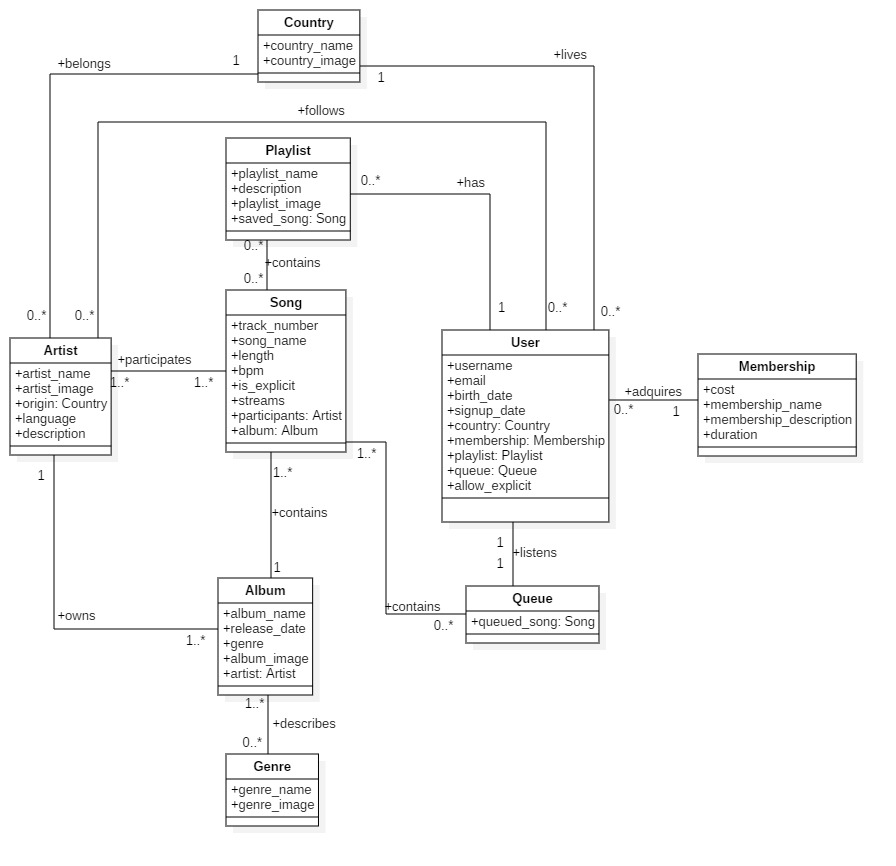 Country
+country_name
+country_image
+belongs
1
+lives
1
+follows
Playlist
+playlist_name
+description
+playlist_image
+saved_song: Song
0..*
+has
0..*
+contains
0..*
Song
+track_number
+song_name
+length
+bpm
+is_explicit
+streams
+participants: Artist
+album: Album
0..*
0..*
1
0..*
0..*
Artist
+artist_name
+artist_image
+origin: Country
+language
+description
+participates
1..*
1..*
User
+username
+email
+birth_date
+signup_date
+country: Country
+membership: Membership
+playlist: Playlist
+queue: Queue
+allow_explicit
+adquires
0..*
1
Membership
+cost
+membership_name
+membership_description
+duration
1
1..*
1..*
+contains
1
1
+listens
1
Queue
+queued_song: Song
+contains
0..*
1
Album
+album_name
+release_date
+genre
+album_image
+artist: Artist
+owns
1..*
1..*
+describes
0..*
Genre
+genre_name
+genre_image